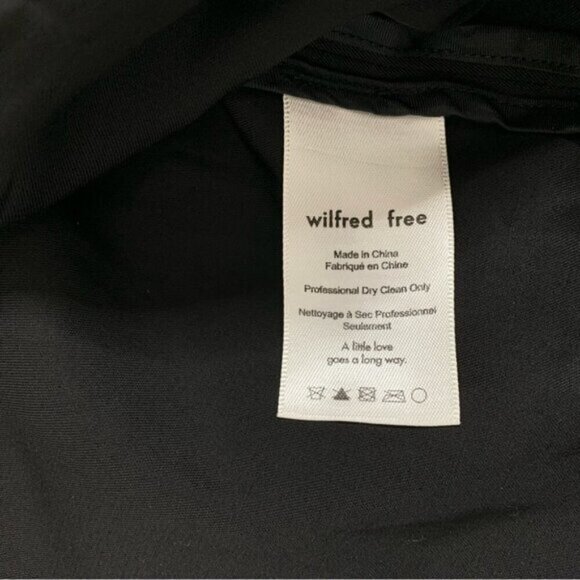 wilfred free
Made in China
Fabriqué en Chine
Professional Dry Clean Only
Nettoyage à Sec Professionnel
Seulement
A little love
goes a long way.